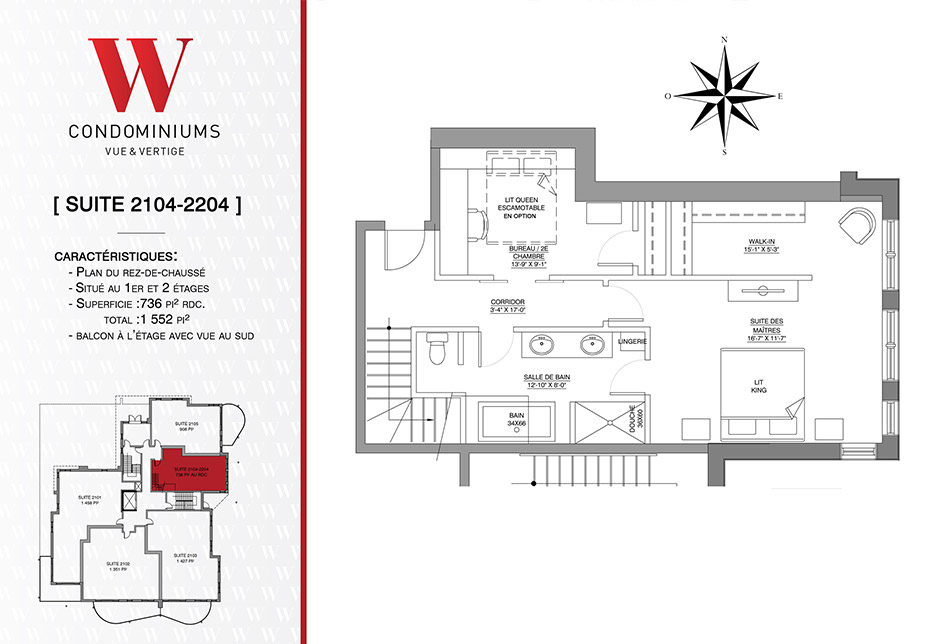 W
CONDOMINIUMS
VUE & VERTIGE
[ SUITE 2104-2204 ]
CARACTÉRISTIQUES:
- PLAN DU REZ-DE-CHAUSSÉ
- SITUÉ AU 1ER ET 2 ÉTAGES
- SUPERFICIE :736 PI² RDC.
TOTAL :1 552 PI²
- BALCON À L'ÉTAGE AVEC VUE AU SUD
SUITE 2105
908 PI²
SUITE 2104-2204
736 PI² AU RDC
SUITE 2101
1 456 PI²
SUITE 2102
1 351 PI²
SUITE 2103
1 427 PI²
N
O
E
S
LIT QUEEN
ESCAMOTABLE
EN OPTION
BUREAU / 2E
CHAMBRE
13'-9" X 9'-1"
WALK-IN
15'-1" X 5'-3"
CORRIDOR
3'-4" X 17'-0"
SUITE DES
MAÎTRES
16'-7" X 11'-7"
LINGERIE
SALLE DE BAIN
12'-10" X 8'-0"
LIT
KING
BAIN
34X66
DOUCHE
36X60